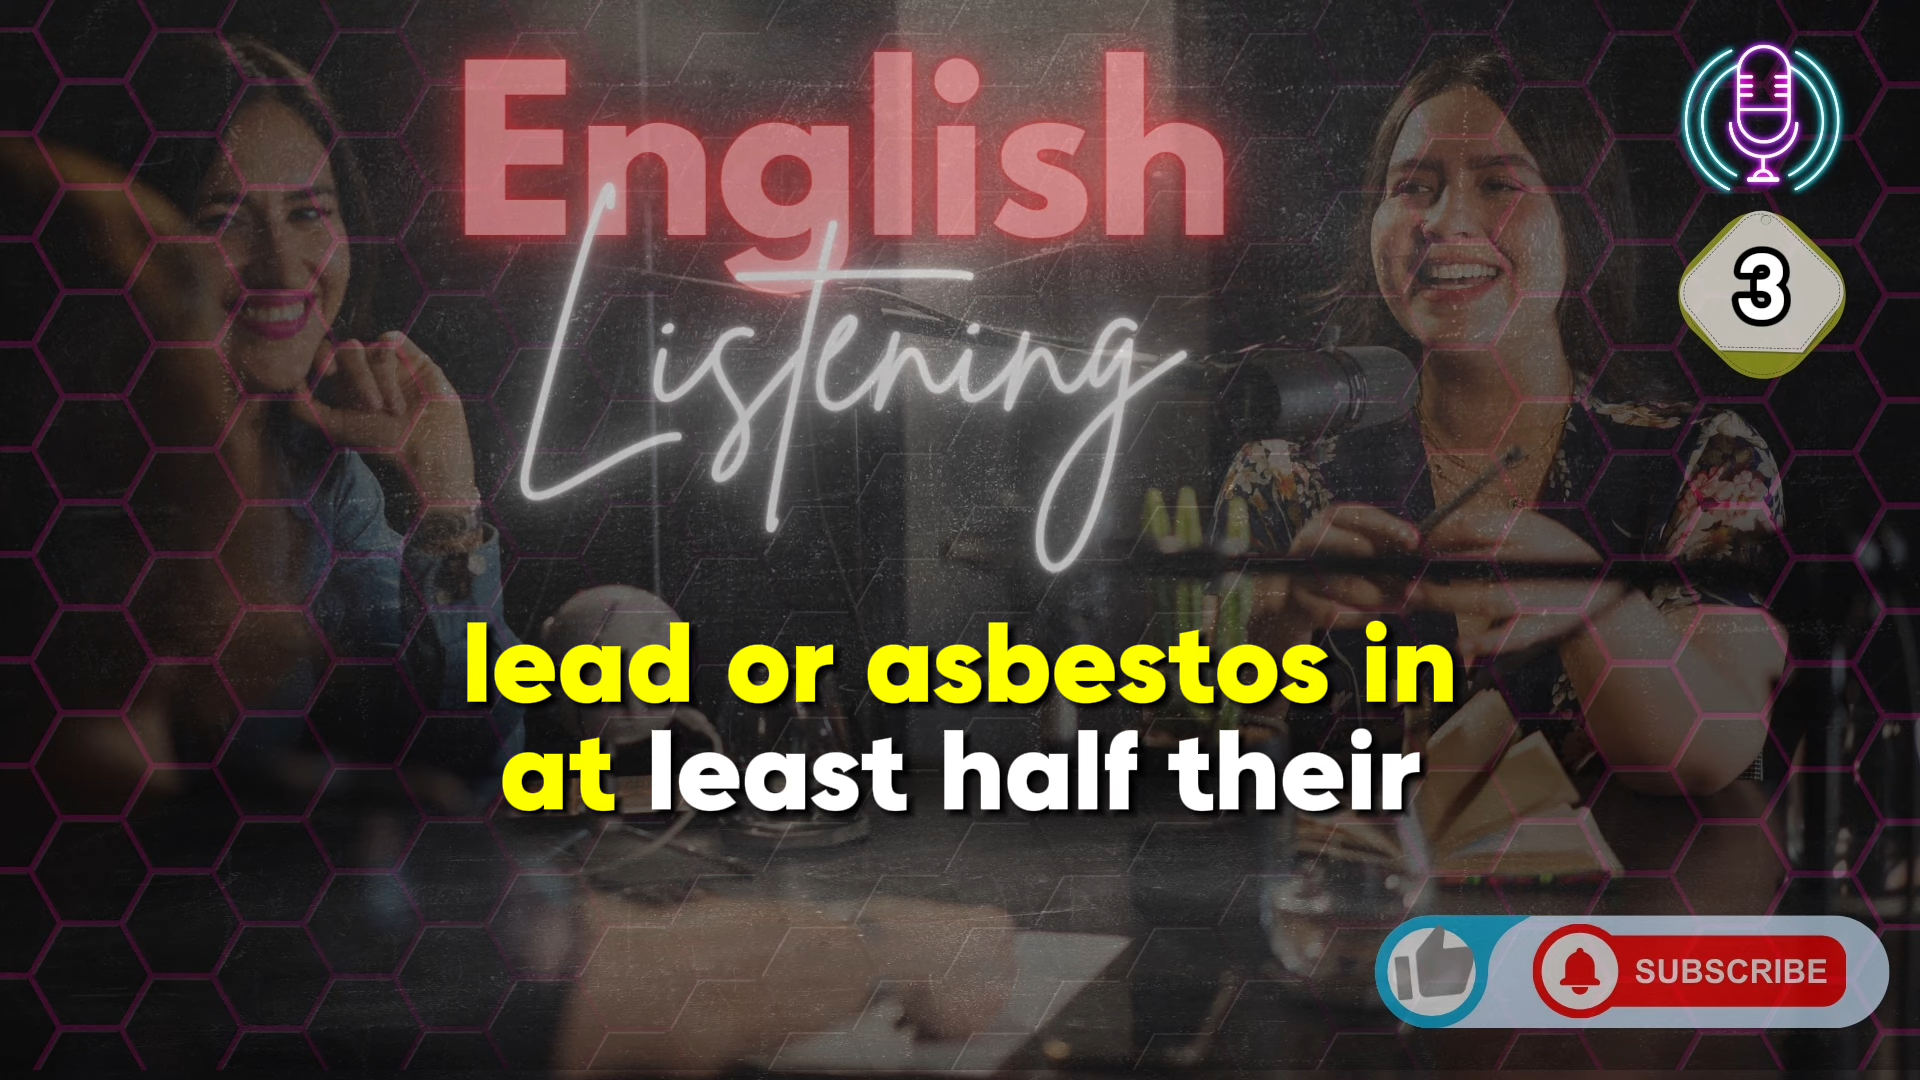 English
Listening
3
lead or asbestos in
at least half their
SUBSCRIBE